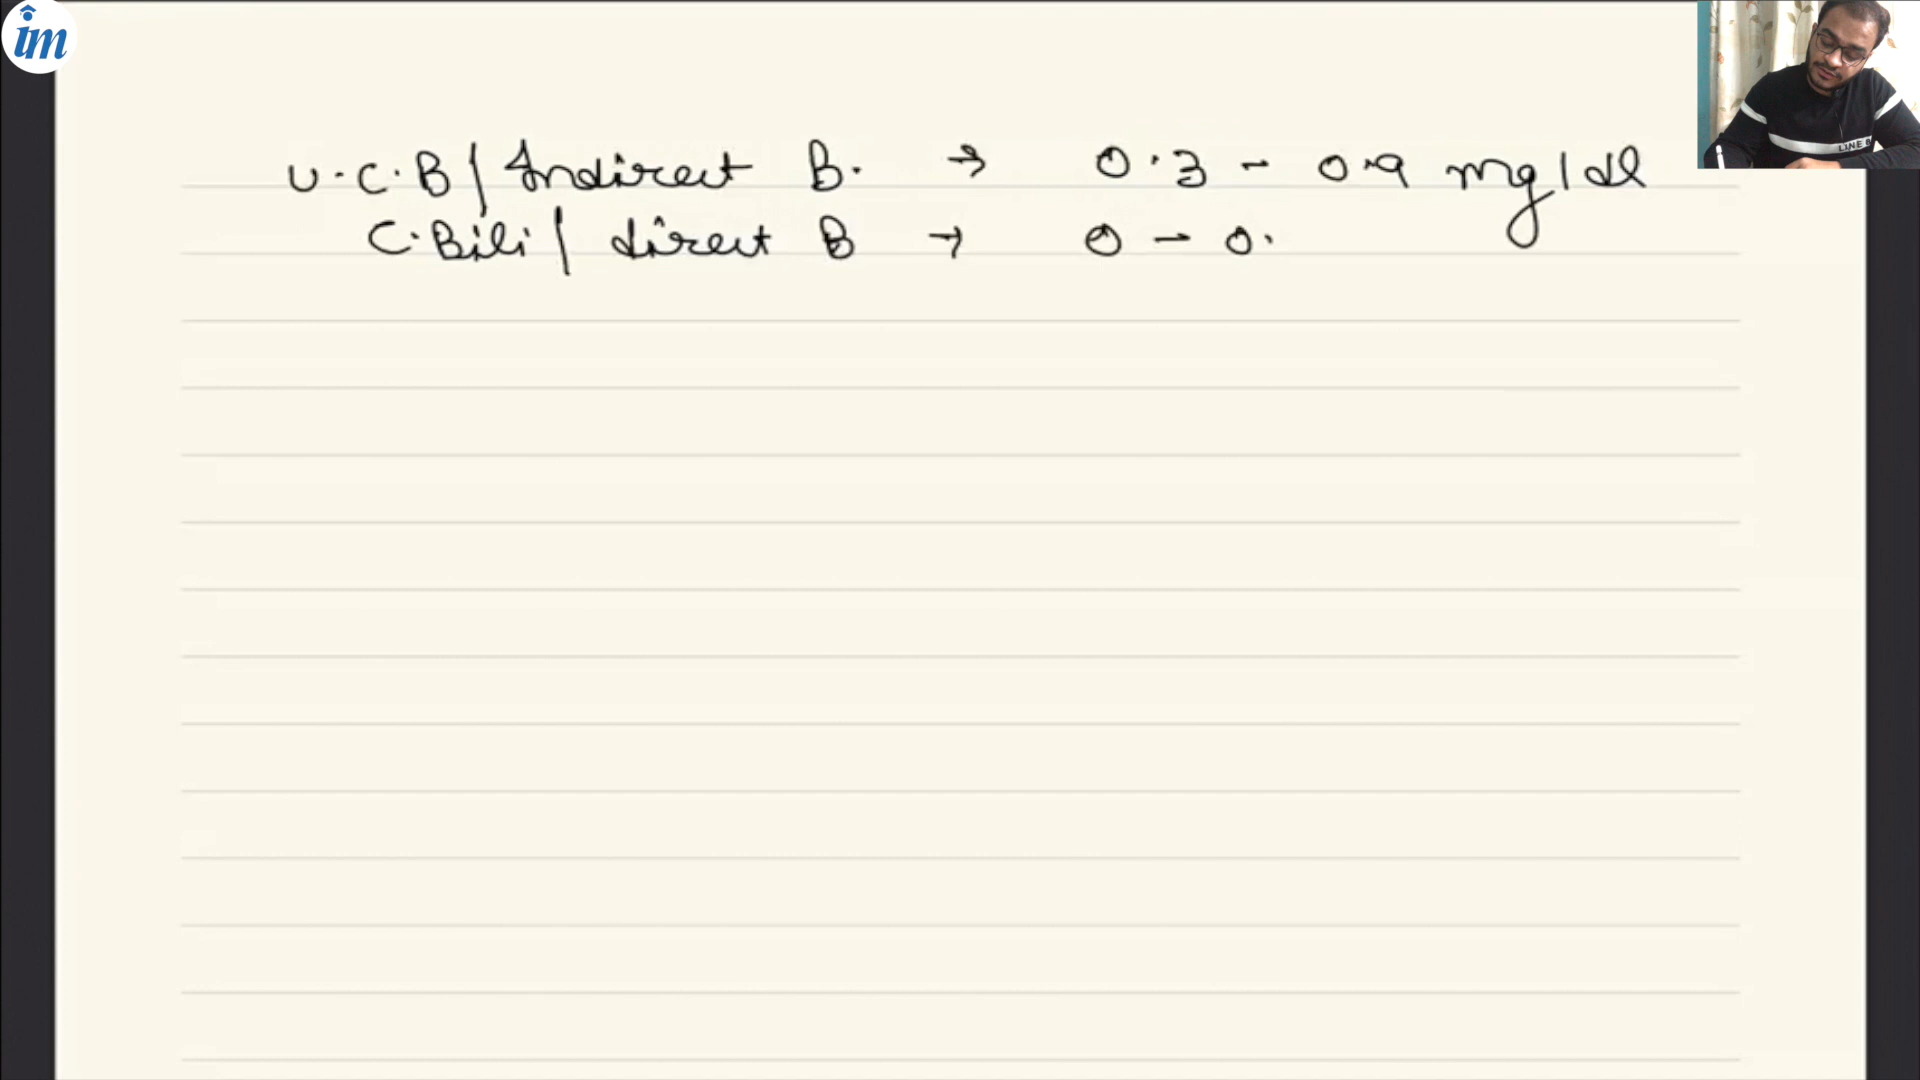 im
U.C.B / Indirect B. → 0.3 - 0.9 mg/dl
C.Bili / direct B → 0 - 0.
LINE